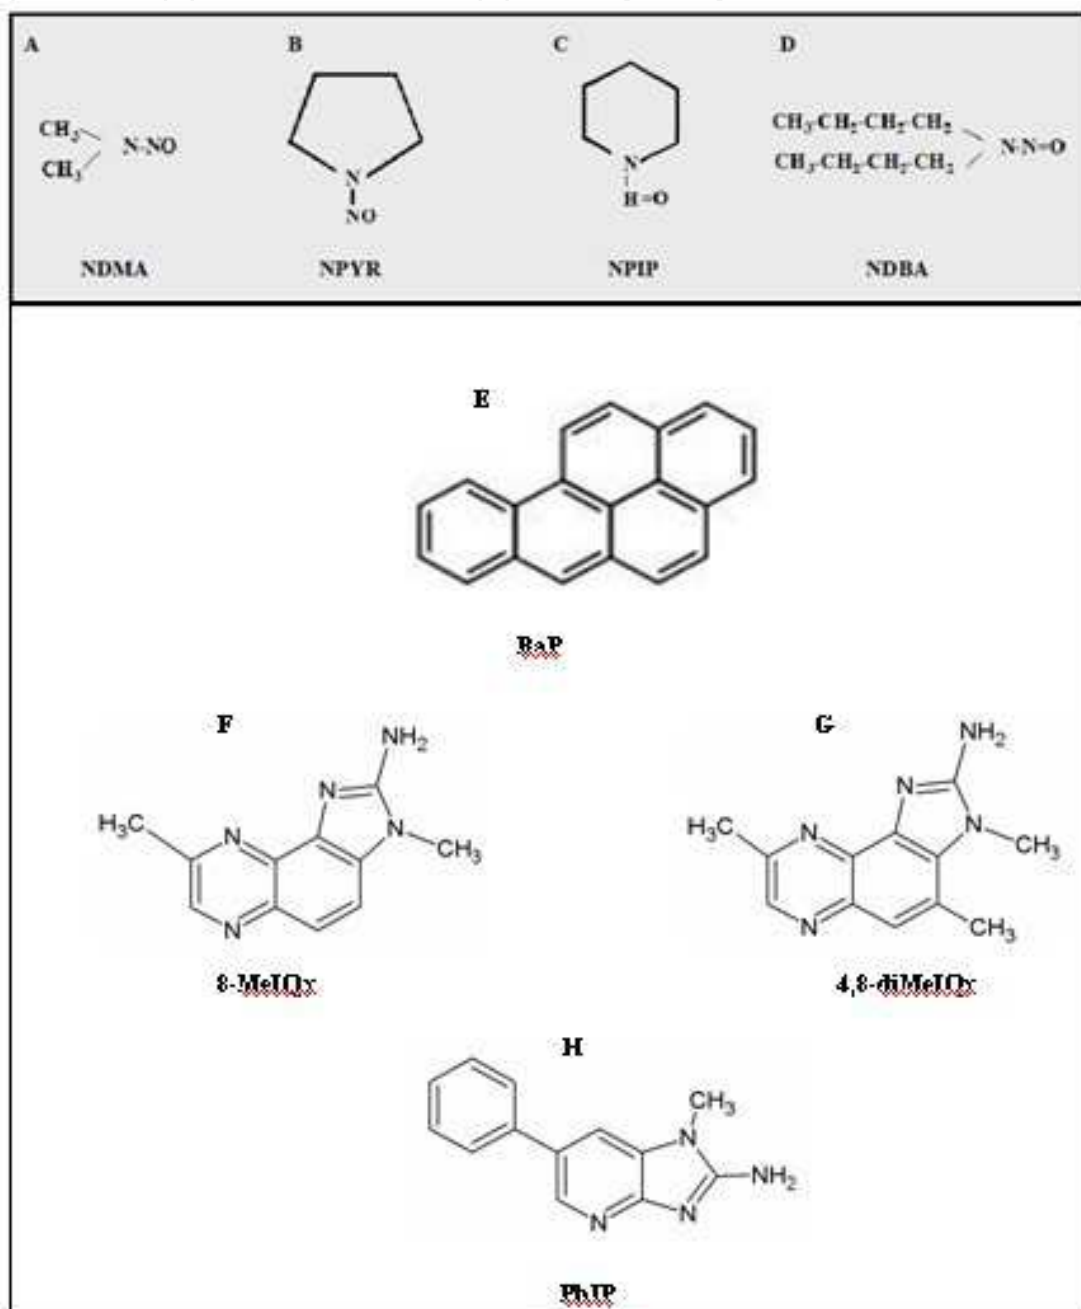 A
B
C
D
CH3
CH3
N-NO
N
NO
N
H=O
CH3-CH2-CH2-CH2
CH3-CH2-CH2-CH2
N-N=O
NDMA
NPYR
NPIP
NDBA
E
BaP
F
NH2
N
N
CH3
H3C
N
N
8-MeIQx
G
NH2
N
N
CH3
H3C
N
N
CH3
4,8-diMeIQx
H
CH3
N
NH2
N
N
PhIP